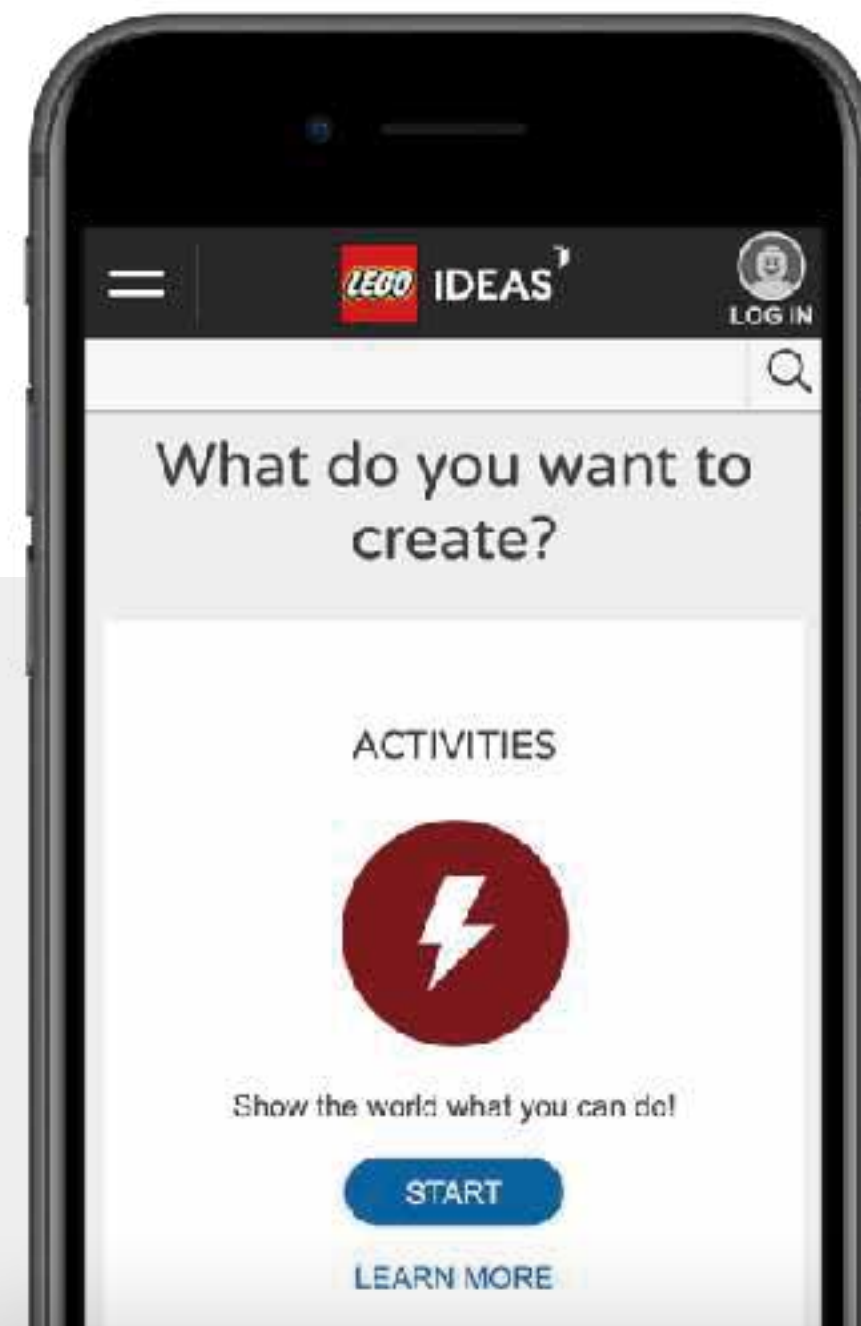 LEGO IDEAS
LOG IN
What do you want to
create?
ACTIVITIES
Show the world what you can do!
START
LEARN MORE